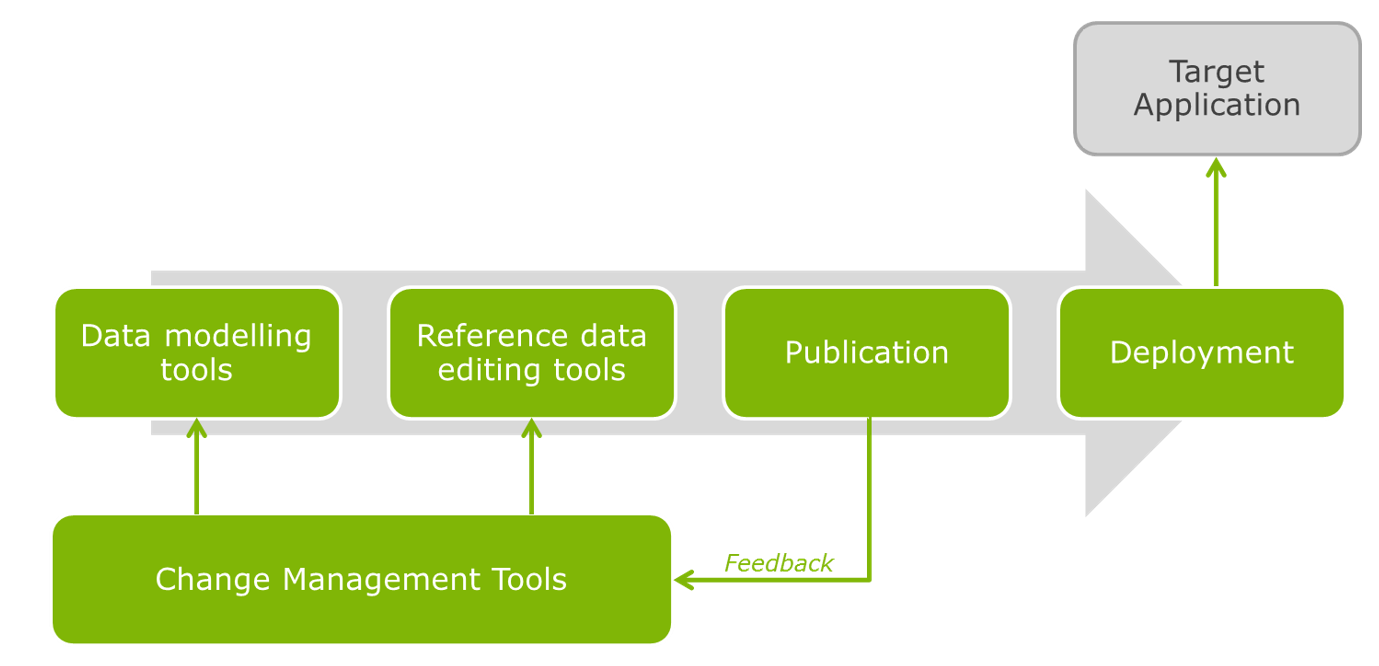 Target
Application
Data modelling
tools
Reference data
editing tools
Publication
Deployment
Feedback
Change Management Tools